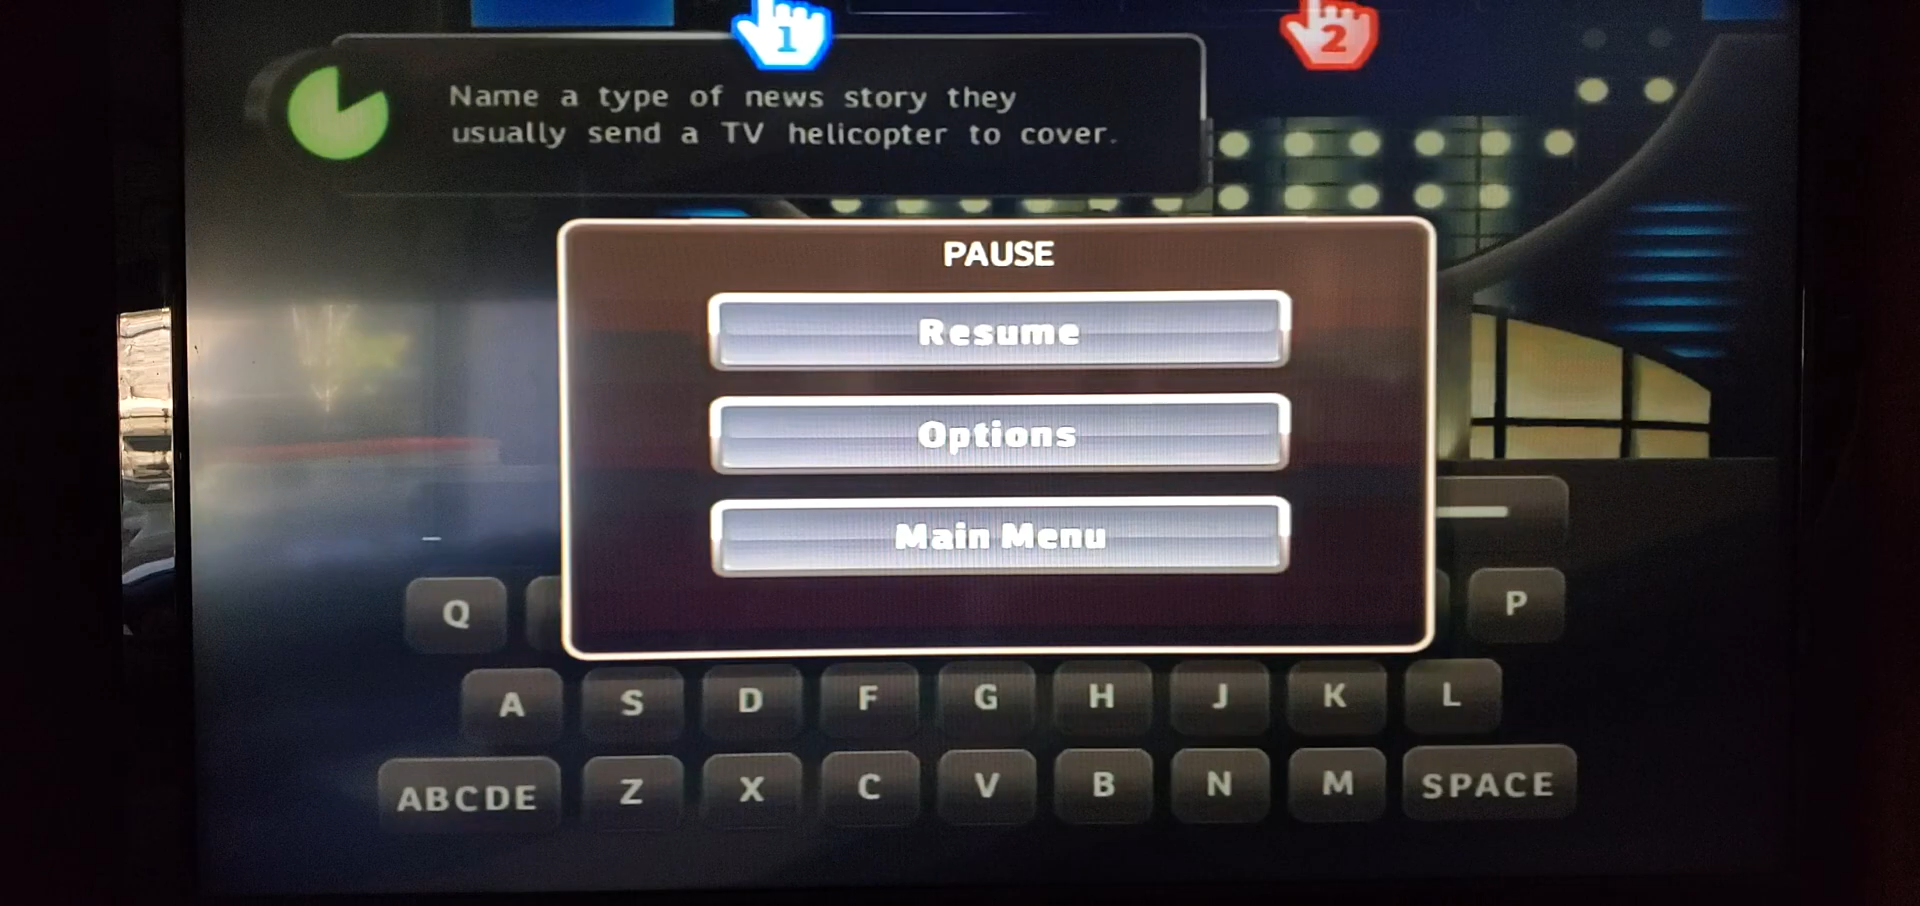 1
2
Name a type of news story they
usually send a TV helicopter to cover.
PAUSE
Resume
Options
Main Menu
Q P
A S D F G H J K L
ABCDE Z X C V B N M SPACE